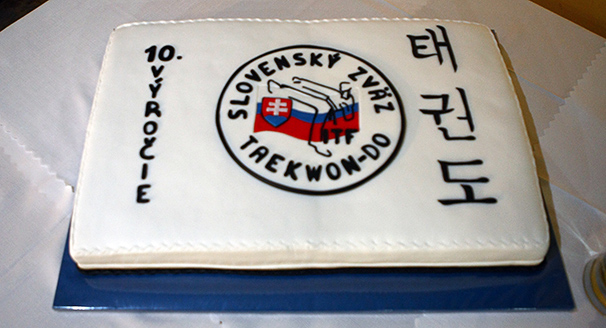 10. VÝROČIE
SLOVENSKÝ ZVÄZ
ITF
TAEKWON-DO
태권도